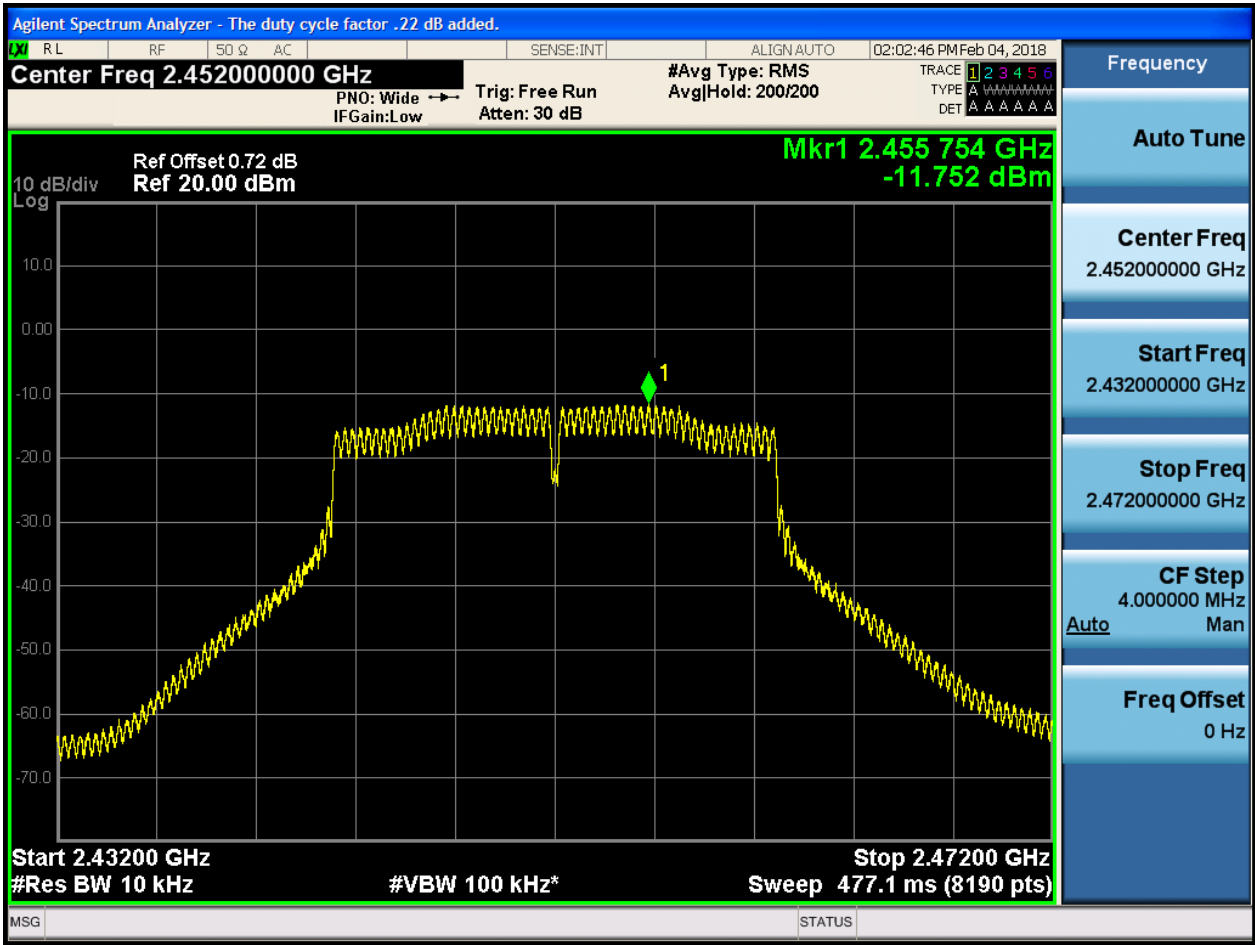 Agilent Spectrum Analyzer - The duty cycle factor .22 dB added.
LXI RL RF 50 Ω AC SENSE:INT ALIGN AUTO 02:02:46 PM Feb 04, 2018
Center Freq 2.452000000 GHz
PNO: Wide
IFGain:Low
Trig: Free Run
Atten: 30 dB
#Avg Type: RMS
Avg|Hold: 200/200
TRACE 1 2 3 4 5 6
TYPE A WWWWWW
DET A A A A A A
Frequency
Auto Tune
Center Freq
2.452000000 GHz
Start Freq
2.432000000 GHz
Stop Freq
2.472000000 GHz
CF Step
4.000000 MHz
Auto Man
Freq Offset
0 Hz
Mkr1 2.455 754 GHz
-11.752 dBm
Ref Offset 0.72 dB
10 dB/div Ref 20.00 dBm
Log
10.0
0.00
-10.0
-20.0
-30.0
-40.0
-50.0
-60.0
-70.0
1
Start 2.43200 GHz Stop 2.47200 GHz
#Res BW 10 kHz #VBW 100 kHz* Sweep 477.1 ms (8190 pts)
MSG STATUS